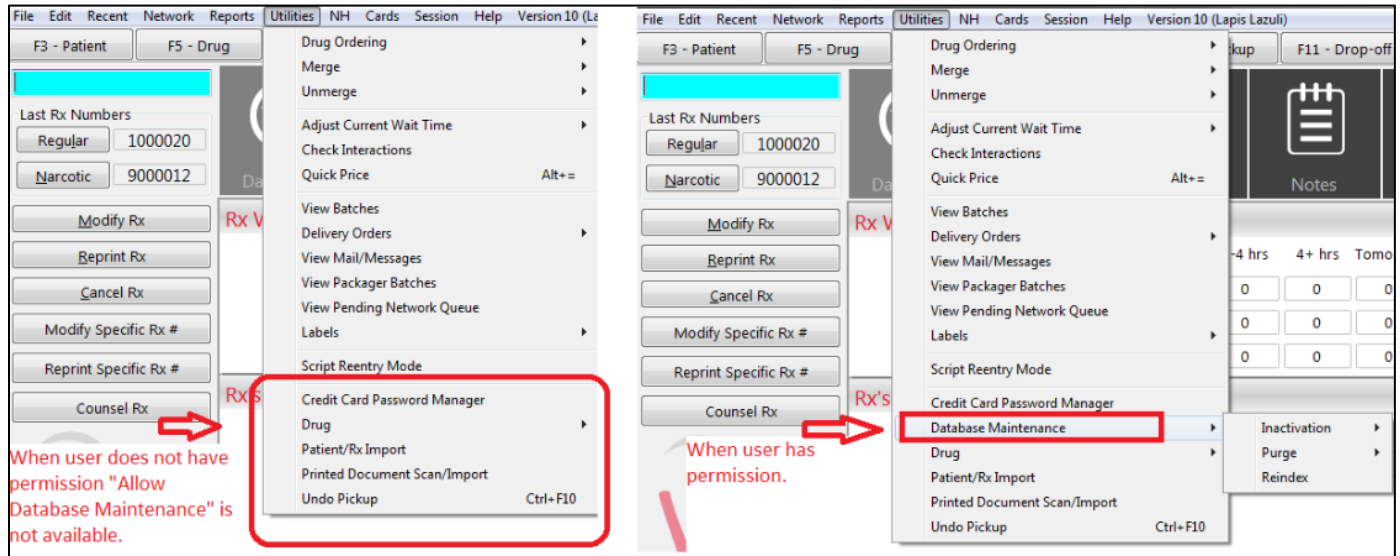 File Edit Recent Network Reports Utilities NH Cards Session Help Version 10 (La
F3 - Patient F5 - Drug
Last Rx Numbers
Regular 1000020
Narcotic 9000012
Modify Rx
Reprint Rx
Cancel Rx
Modify Specific Rx #
Reprint Specific Rx #
Counsel Rx
Da
Rx V
Rx's
Drug Ordering
Merge
Unmerge
Adjust Current Wait Time
Check Interactions
Quick Price Alt+=
View Batches
Delivery Orders
View Mail/Messages
View Packager Batches
View Pending Network Queue
Labels
Script Reentry Mode
Credit Card Password Manager
Drug
Patient/Rx Import
Printed Document Scan/Import
Undo Pickup Ctrl+F10
When user does not have
permission "Allow
Database Maintenance" is
not available.
File Edit Recent Network Reports Utilities NH Cards Session Help Version 10 (Lapis Lazuli)
F3 - Patient F5 - Drug
ckup F11 - Drop-off
Last Rx Numbers
Regular 1000020
Narcotic 9000012
Modify Rx
Reprint Rx
Cancel Rx
Modify Specific Rx #
Reprint Specific Rx #
Counsel Rx
Da
Rx V
Rx's
Drug Ordering
Merge
Unmerge
Adjust Current Wait Time
Check Interactions
Quick Price Alt+=
View Batches
Delivery Orders
View Mail/Messages
View Packager Batches
View Pending Network Queue
Labels
Script Reentry Mode
Credit Card Password Manager
Database Maintenance
Drug
Patient/Rx Import
Printed Document Scan/Import
Undo Pickup Ctrl+F10
Notes
-4 hrs 4+ hrs Tomo
0 0 0
0 0 0
0 0 0
Inactivation
Purge
Reindex
When user has
permission.